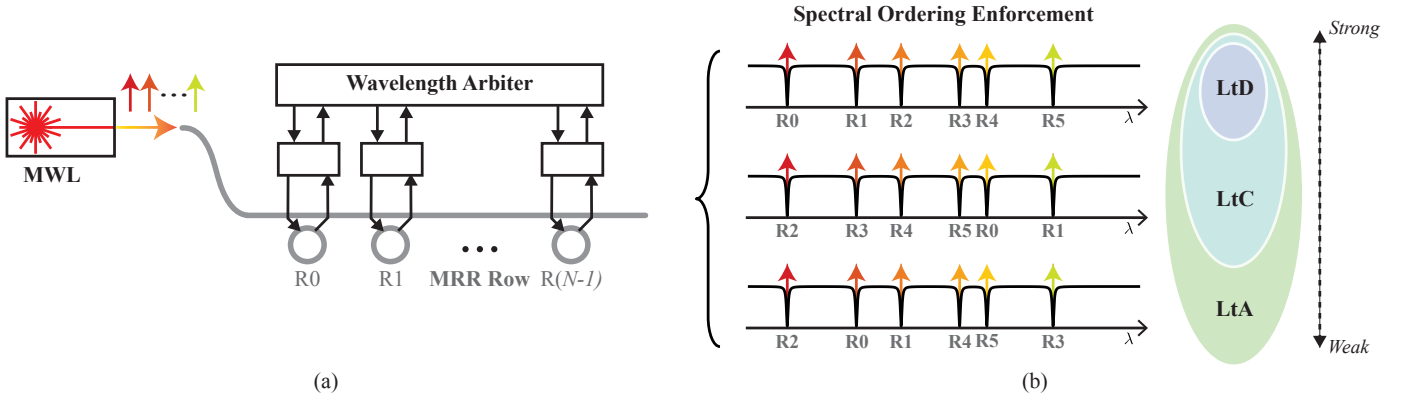 Wavelength Arbiter
MWL
R0
R1
MRR Row
R(N-1)
(a)
Spectral Ordering Enforcement
R0 R1 R2 R3 R4 R5 λ
R2 R3 R4 R5 R0 R1 λ
R2 R0 R1 R4 R5 R3 λ
LtD
LtC
LtA
Strong
Weak
(b)